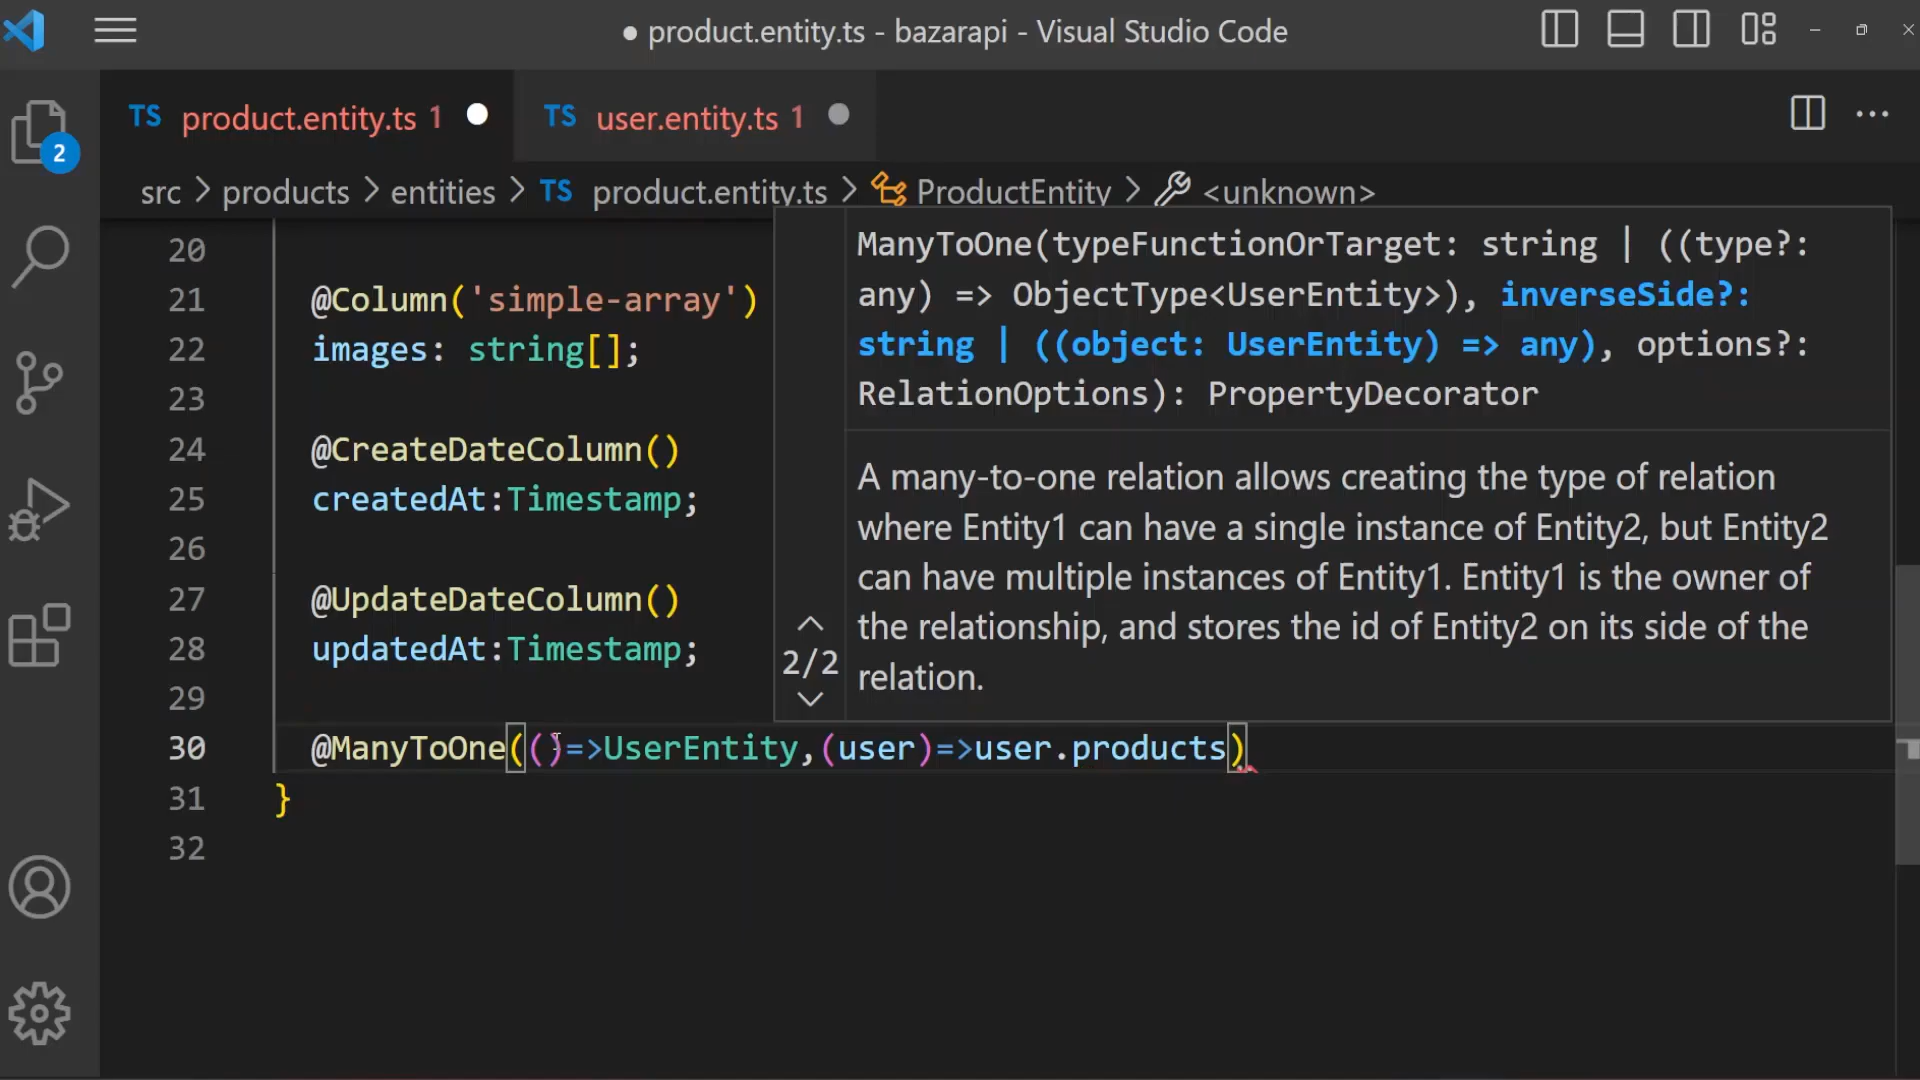 ● product.entity.ts - bazarapi - Visual Studio Code
TS product.entity.ts 1 ● TS user.entity.ts 1 ●
2
src > products > entities > TS product.entity.ts > ProductEntity > <unknown>
20
21 @Column('simple-array')
22 images: string[];
23
24 @CreateDateColumn()
25 createdAt:Timestamp;
26
27 @UpdateDateColumn()
28 updatedAt:Timestamp;
29
30 @ManyToOne(()=>UserEntity,(user)=>user.products)
31 }
32
ManyToOne(typeFunctionOrTarget: string | ((type?:
any) => ObjectType<UserEntity>), inverseSide?:
string | ((object: UserEntity) => any), options?:
RelationOptions): PropertyDecorator
A many-to-one relation allows creating the type of relation
where Entity1 can have a single instance of Entity2, but Entity2
can have multiple instances of Entity1. Entity1 is the owner of
the relationship, and stores the id of Entity2 on its side of the
relation.
2/2